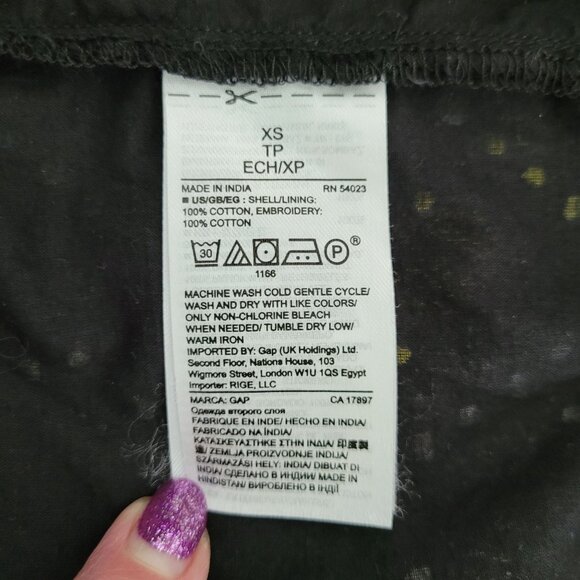 XS
TP
ECH/XP
MADE IN INDIA RN 54023
■ US/GB/EG : SHELL/LINING:
100% COTTON, EMBROIDERY:
100% COTTON
30 P ®
1166
MACHINE WASH COLD GENTLE CYCLE/
WASH AND DRY WITH LIKE COLORS/
ONLY NON-CHLORINE BLEACH
WHEN NEEDED/ TUMBLE DRY LOW/
WARM IRON
IMPORTED BY: Gap (UK Holdings) Ltd.
Second Floor, Nations House, 103
Wigmore Street, London W1U 1QS Egypt
Importer: RIGE, LLC
MARCA: GAP CA 17897
Одежда второго слоя
FABRIQUE EN INDE/ HECHO EN INDIA/
FABRICADO NA ÍNDIA/
ΚΑΤΑΣΚΕΥΑΣΤΗΚΕ ΣΤΗΝ ΙΝΔΙΑ/ 印度製
造/ ZEMLJA PROIZVODNJE INDIJA/
SZÁRMAZÁSI HELY: INDIA/ DIBUAT DI
INDIA/ СДЕЛАНО В ИНДИИ/ MADE IN
HINDISTAN/ ВИРОБЛЕНО В ІНДІЇ